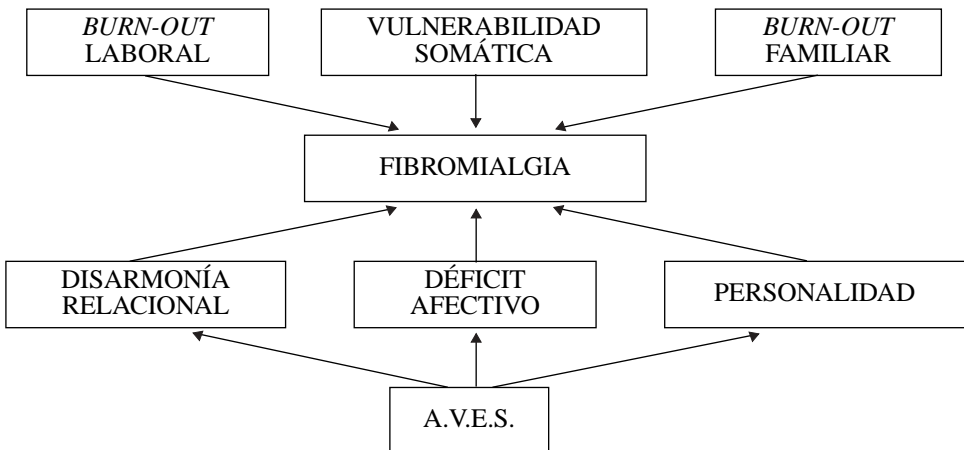 BURN-OUT
LABORAL
VULNERABILIDAD
SOMÁTICA
BURN-OUT
FAMILIAR
FIBROMIALGIA
DISARMONÍA
RELACIONAL
DÉFICIT
AFECTIVO
PERSONALIDAD
A.V.E.S.